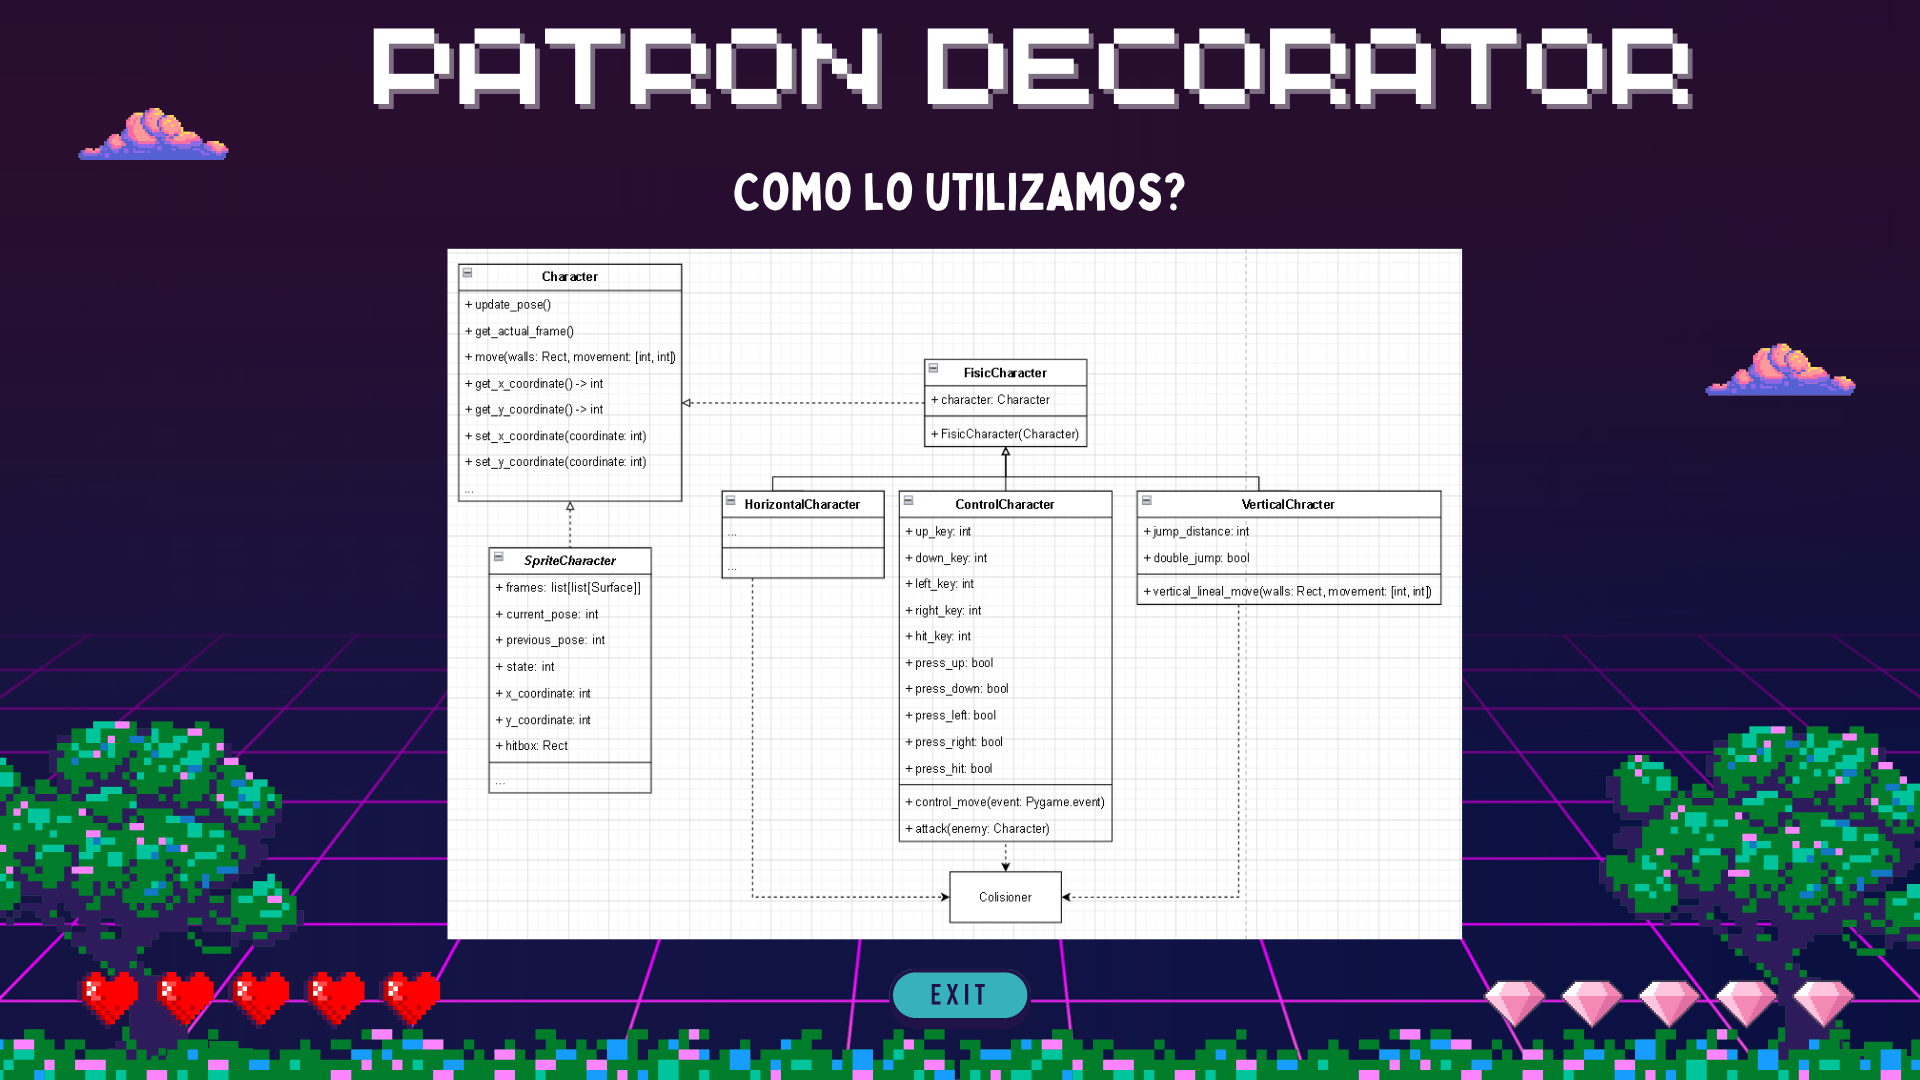 PATRON DECORATOR
COMO LO UTILIZAMOS?
Character
+ update_pose()
+ get_actual_frame()
+ move(walls: Rect, movement: [int, int])
+ get_x_coordinate() -> int
+ get_y_coordinate() -> int
+ set_x_coordinate(coordinate: int)
+ set_y_coordinate(coordinate: int)
...
SpriteCharacter
+ frames: list[list[Surface]]
+ current_pose: int
+ previous_pose: int
+ state: int
+ x_coordinate: int
+ y_coordinate: int
+ hitbox: Rect
...
FisicCharacter
+ character: Character
+ FisicCharacter(Character)
HorizontalCharacter
...
...
ControlCharacter
+ up_key: int
+ down_key: int
+ left_key: int
+ right_key: int
+ hit_key: int
+ press_up: bool
+ press_down: bool
+ press_left: bool
+ press_right: bool
+ press_hit: bool
+ control_move(event: Pygame.event)
+ attack(enemy: Character)
VerticalChracter
+ jump_distance: int
+ double_jump: bool
+ vertical_lineal_move(walls: Rect, movement: [int, int])
Colisioner
EXIT